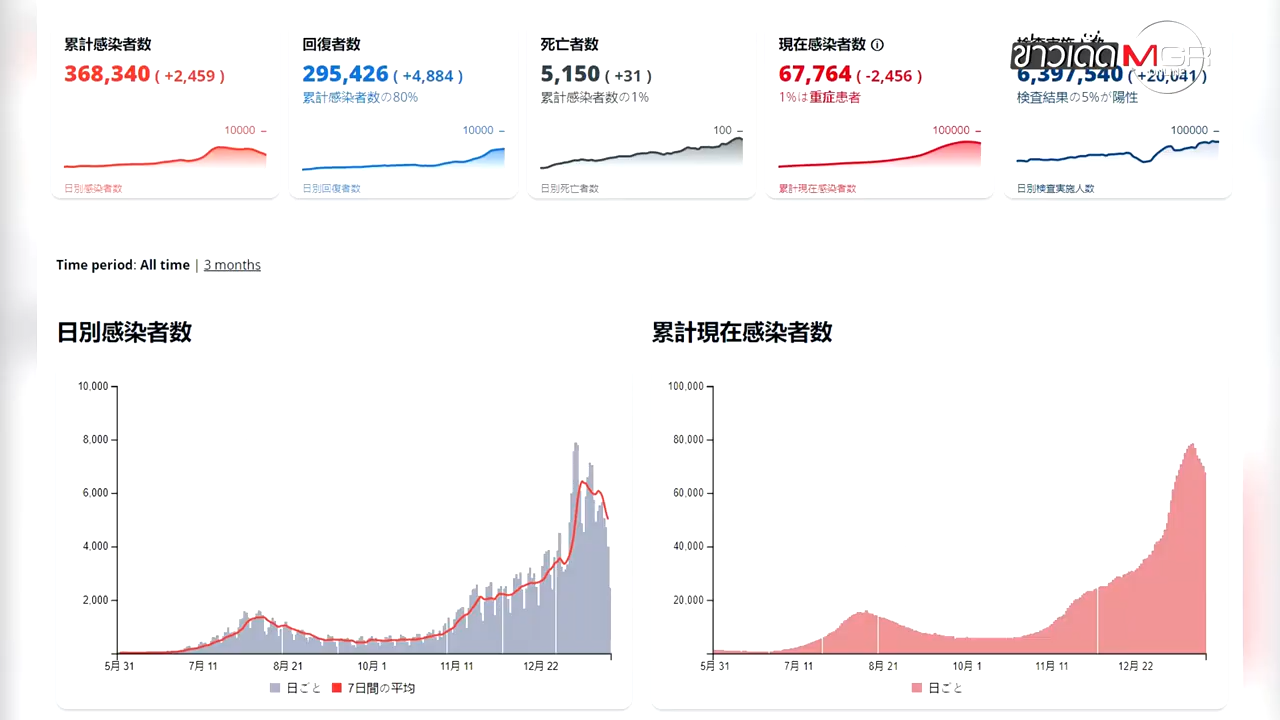 累計感染者数
368,340 ( +2,459 )
10000
日別感染者数
回復者数
295,426 ( +4,884 )
累計感染者数の80%
10000
日別回復者数
死亡者数
5,150 ( +31 )
累計感染者数の1%
100
日別死亡者数
現在感染者数 ⓘ
67,764 ( -2,456 )
1%は重症患者
100000
累計現在感染者数
ข่าวเด็ด MGR
ONLINE
6,397,540 ( +20,041 )
検査結果の5%が陽性
100000
日別検査実施人数
Time period: All time | 3 months
日別感染者数
10,000
8,000
6,000
4,000
2,000
5月 31 7月 11 8月 21 10月 1 11月 11 12月 22
日ごと 7日間の平均
累計現在感染者数
100,000
80,000
60,000
40,000
20,000
5月 31 7月 11 8月 21 10月 1 11月 11 12月 22
日ごと